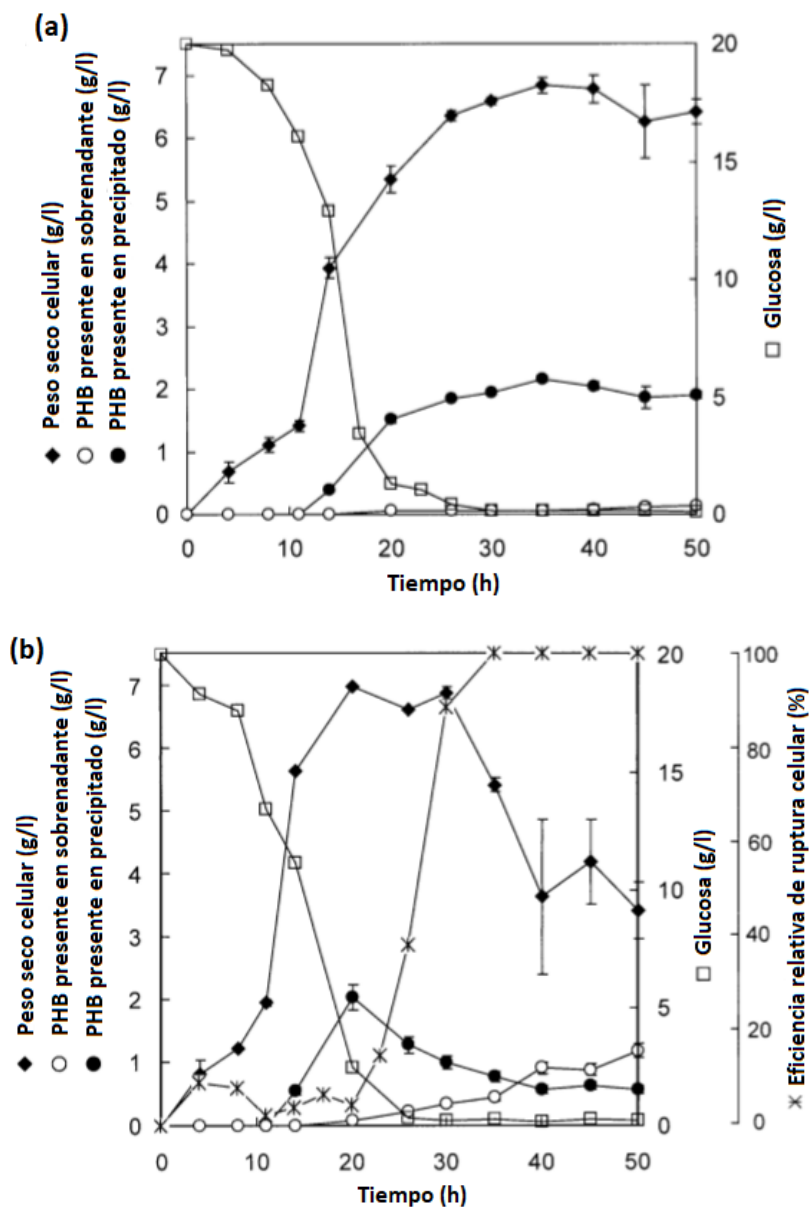 (a)
Peso seco celular (g/l)
PHB presente en sobrenadante (g/l)
PHB presente en precipitado (g/l)
7
6
5
4
3
2
1
0
0 10 20 30 40 50
Tiempo (h)
20
15
10
5
0
Glucosa (g/l)
(b)
Peso seco celular (g/l)
PHB presente en sobrenadante (g/l)
PHB presente en precipitado (g/l)
7
6
5
4
3
2
1
0
0 10 20 30 40 50
Tiempo (h)
20
15
10
5
0
Glucosa (g/l)
100
80
60
40
20
0
Eficiencia relativa de ruptura celular (%)